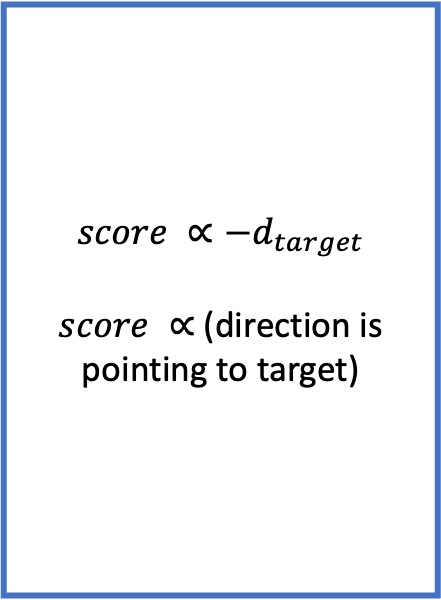 score ∝ −d_target
score ∝ (direction is
pointing to target)